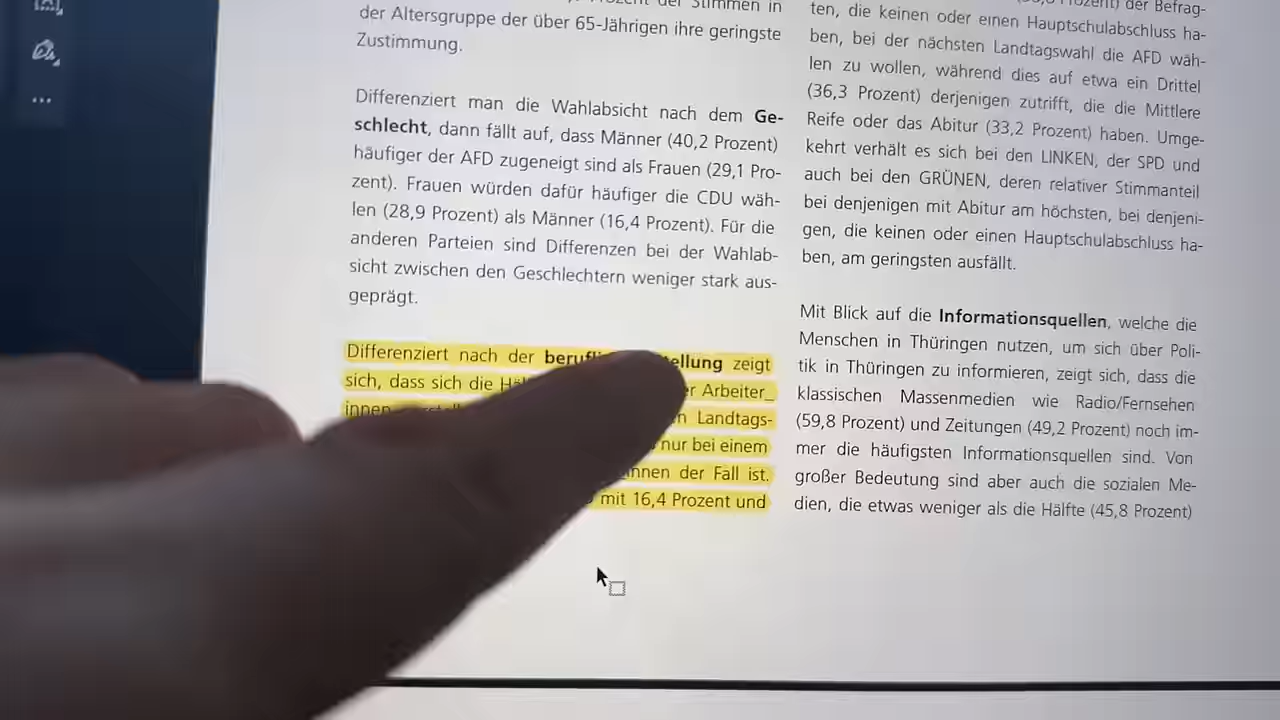 der Stimmen in
der Altersgruppe der über 65-Jährigen ihre geringste
Zustimmung.
Differenziert man die Wahlabsicht nach dem Ge-
schlecht, dann fällt auf, dass Männer (40,2 Prozent)
häufiger der AFD zugeneigt sind als Frauen (29,1 Pro-
zent). Frauen würden dafür häufiger die CDU wäh-
len (28,9 Prozent) als Männer (16,4 Prozent). Für die
anderen Parteien sind Differenzen bei der Wahlab-
sicht zwischen den Geschlechtern weniger stark aus-
geprägt.
Differenziert nach der zeigt
sich, dass sich die Arbeiter_
innen Landtags-
nur bei einem
innen der Fall ist.
mit 16,4 Prozent und
der Befrag-
ten, die keinen oder einen Hauptschulabschluss ha-
ben, bei der nächsten Landtagswahl die AFD wäh-
len zu wollen, während dies auf etwa ein Drittel
(36,3 Prozent) derjenigen zutrifft, die die Mittlere
Reife oder das Abitur (33,2 Prozent) haben. Umge-
kehrt verhält es sich bei den LINKEN, der SPD und
auch bei den GRÜNEN, deren relativer Stimmanteil
bei denjenigen mit Abitur am höchsten, bei denjeni-
gen, die keinen oder einen Hauptschulabschluss ha-
ben, am geringsten ausfällt.
Mit Blick auf die Informationsquellen, welche die
Menschen in Thüringen nutzen, um sich über Poli-
tik in Thüringen zu informieren, zeigt sich, dass die
klassischen Massenmedien wie Radio/Fernsehen
(59,8 Prozent) und Zeitungen (49,2 Prozent) noch im-
mer die häufigsten Informationsquellen sind. Von
großer Bedeutung sind aber auch die sozialen Me-
dien, die etwas weniger als die Hälfte (45,8 Prozent)